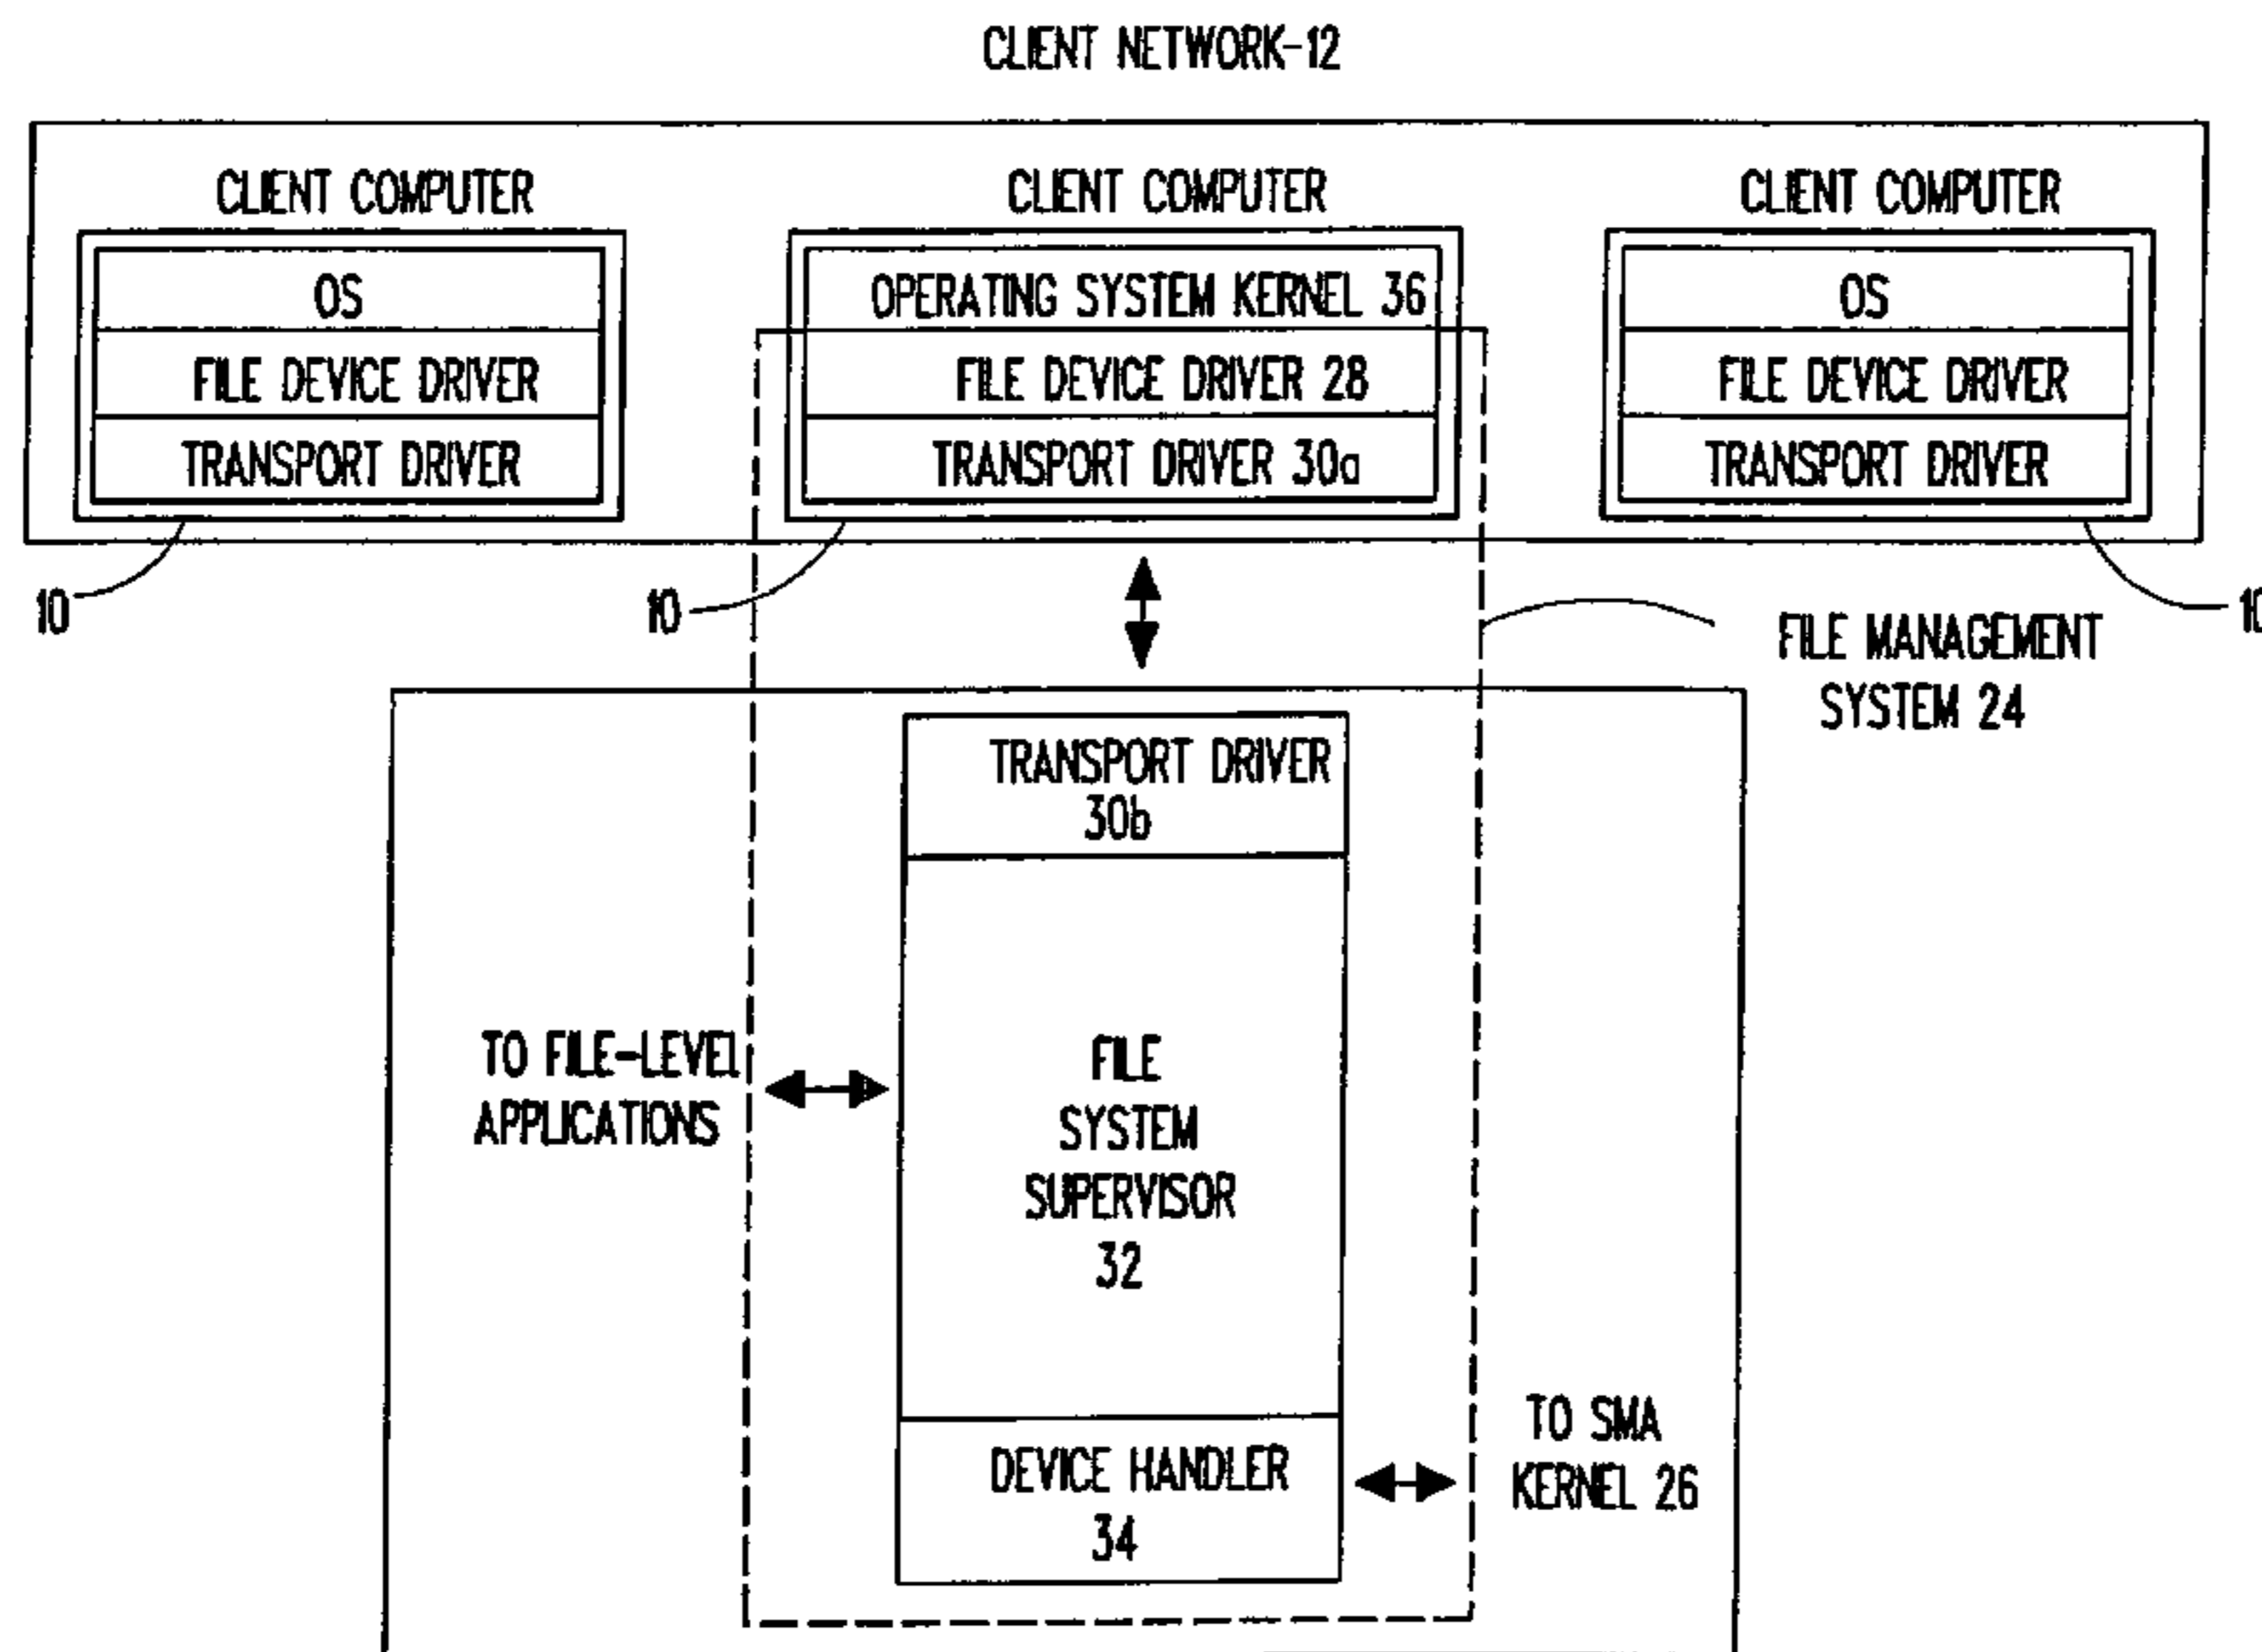 CLIENT NETWORK-12
CLIENT COMPUTER
OS
FILE DEVICE DRIVER
TRANSPORT DRIVER
10
CLIENT COMPUTER
OPERATING SYSTEM KERNEL 36
FILE DEVICE DRIVER 28
TRANSPORT DRIVER 30a
10
CLIENT COMPUTER
OS
FILE DEVICE DRIVER
TRANSPORT DRIVER
10
FILE MANAGEMENT
SYSTEM 24
TRANSPORT DRIVER
30b
TO FILE-LEVEL
APPLICATIONS
FILE
SYSTEM
SUPERVISOR
32
DEVICE HANDLER
34
TO SMA
KERNEL 26